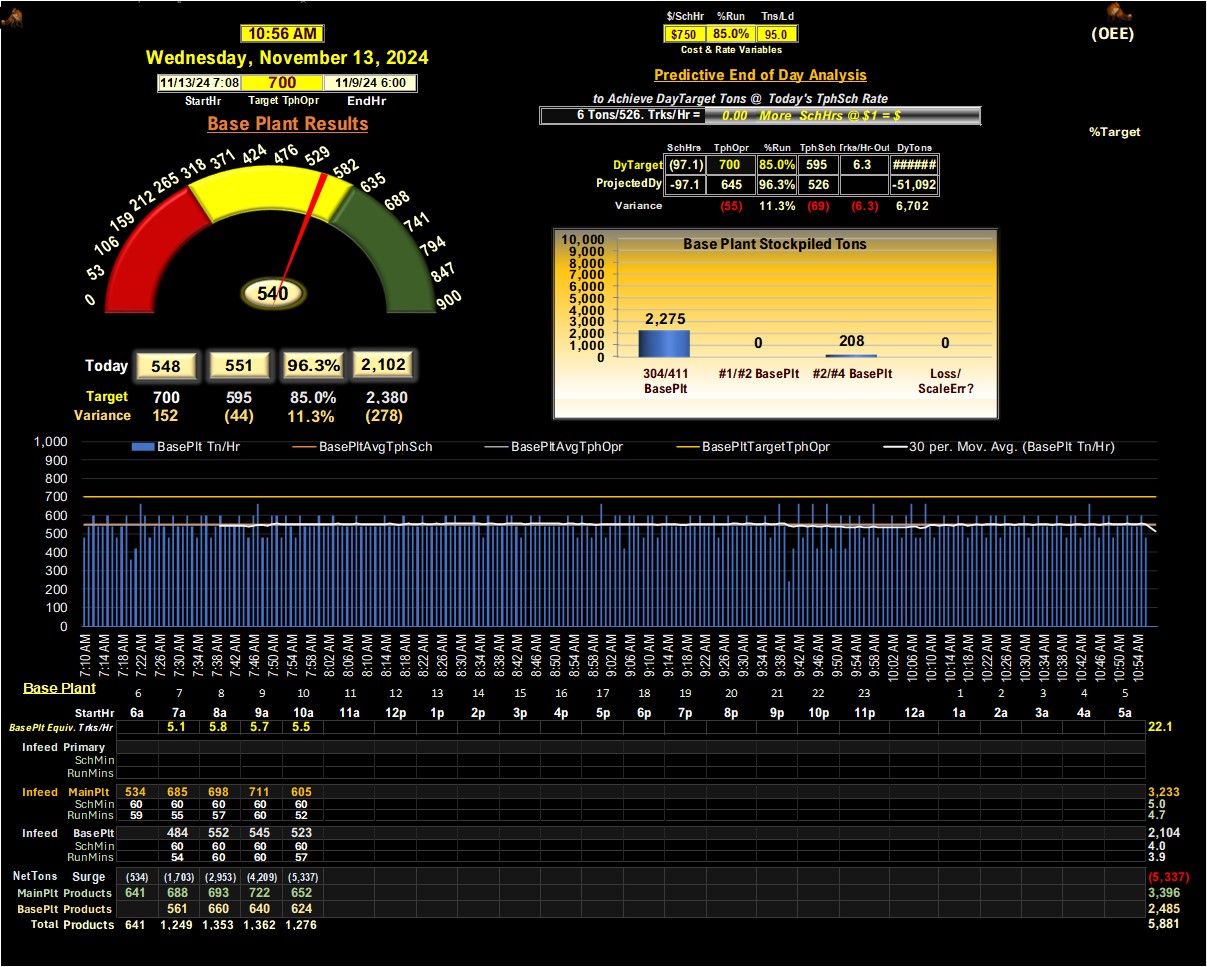 $/SchHr %Run Tns/Ld
10:56 AM
$750 85.0% 95.0
(OEE)
Cost & Rate Variables
Wednesday, November 13, 2024
Predictive End of Day Analysis
11/13/24 7:08 700 11/9/24 6:00
StartHr Target TphOpr EndHr
to Achieve DayTarget Tons @ Today's TphSch Rate
6 Tons/526. Trks/Hr = 0.00 More SchHrs @ $1 = $
Base Plant Results
%Target
SchHrs TphOpr %Run TphSch Trks/Hr-Out DyTons
DyTarget (97.1) 700 85.0% 595 6.3 ######
ProjectedDy -97.1 645 96.3% 526 -51,092
Variance (55) 11.3% (69) (6.3) 6,702
0 53 106 159 212 265 318 371 424 476 529 582 635 688 741 794 847 900
540
Base Plant Stockpiled Tons
10,000
9,000
8,000
7,000
6,000
5,000
4,000
3,000
2,000
1,000
0
2,275 0 208 0
304/411 BasePlt
#1/#2 BasePlt
#2/#4 BasePlt
Loss/ ScaleErr?
Today 548 551 96.3% 2,102
Target 700 595 85.0% 2,380
Variance 152 (44) 11.3% (278)
BasePlt Tn/Hr BasePltAvgTphSch BasePltAvgTphOpr BasePltTargetTphOpr 30 per. Mov. Avg. (BasePlt Tn/Hr)
1,000
900
800
700
600
500
400
300
200
100
0
7:10 AM 7:14 AM 7:18 AM 7:22 AM 7:26 AM 7:30 AM 7:34 AM 7:38 AM 7:42 AM 7:46 AM 7:50 AM 7:54 AM 7:58 AM 8:02 AM 8:06 AM 8:10 AM 8:14 AM 8:18 AM 8:22 AM 8:26 AM 8:30 AM 8:34 AM 8:38 AM 8:42 AM 8:46 AM 8:50 AM 8:54 AM 8:58 AM 9:02 AM 9:06 AM 9:10 AM 9:14 AM 9:18 AM 9:22 AM 9:26 AM 9:30 AM 9:34 AM 9:38 AM 9:42 AM 9:46 AM 9:50 AM 9:54 AM 9:58 AM 10:02 AM 10:06 AM 10:10 AM 10:14 AM 10:18 AM 10:22 AM 10:26 AM 10:30 AM 10:34 AM 10:38 AM 10:42 AM 10:46 AM 10:50 AM 10:54 AM
Base Plant 6 7 8 9 10 11 12 13 14 15 16 17 18 19 20 21 22 23 1 2 3 4 5
StartHr 6a 7a 8a 9a 10a 11a 12p 1p 2p 3p 4p 5p 6p 7p 8p 9p 10p 11p 12a 1a 2a 3a 4a 5a
BasePlt Equiv. Trks/Hr 5.1 5.8 5.7 5.5 22.1
Infeed Primary
SchMin
RunMins
Infeed MainPlt 534 685 698 711 605 3,233
SchMin 60 60 60 60 60 5.0
RunMins 59 55 57 60 52 4.7
Infeed BasePlt 484 552 545 523 2,104
SchMin 60 60 60 60 4.0
RunMins 54 60 60 57 3.9
NetTons Surge (534) (1,703) (2,953) (4,209) (5,337) (5,337)
MainPlt Products 641 688 693 722 652 3,396
BasePlt Products 561 660 640 624 2,485
Total Products 641 1,249 1,353 1,362 1,276 5,881